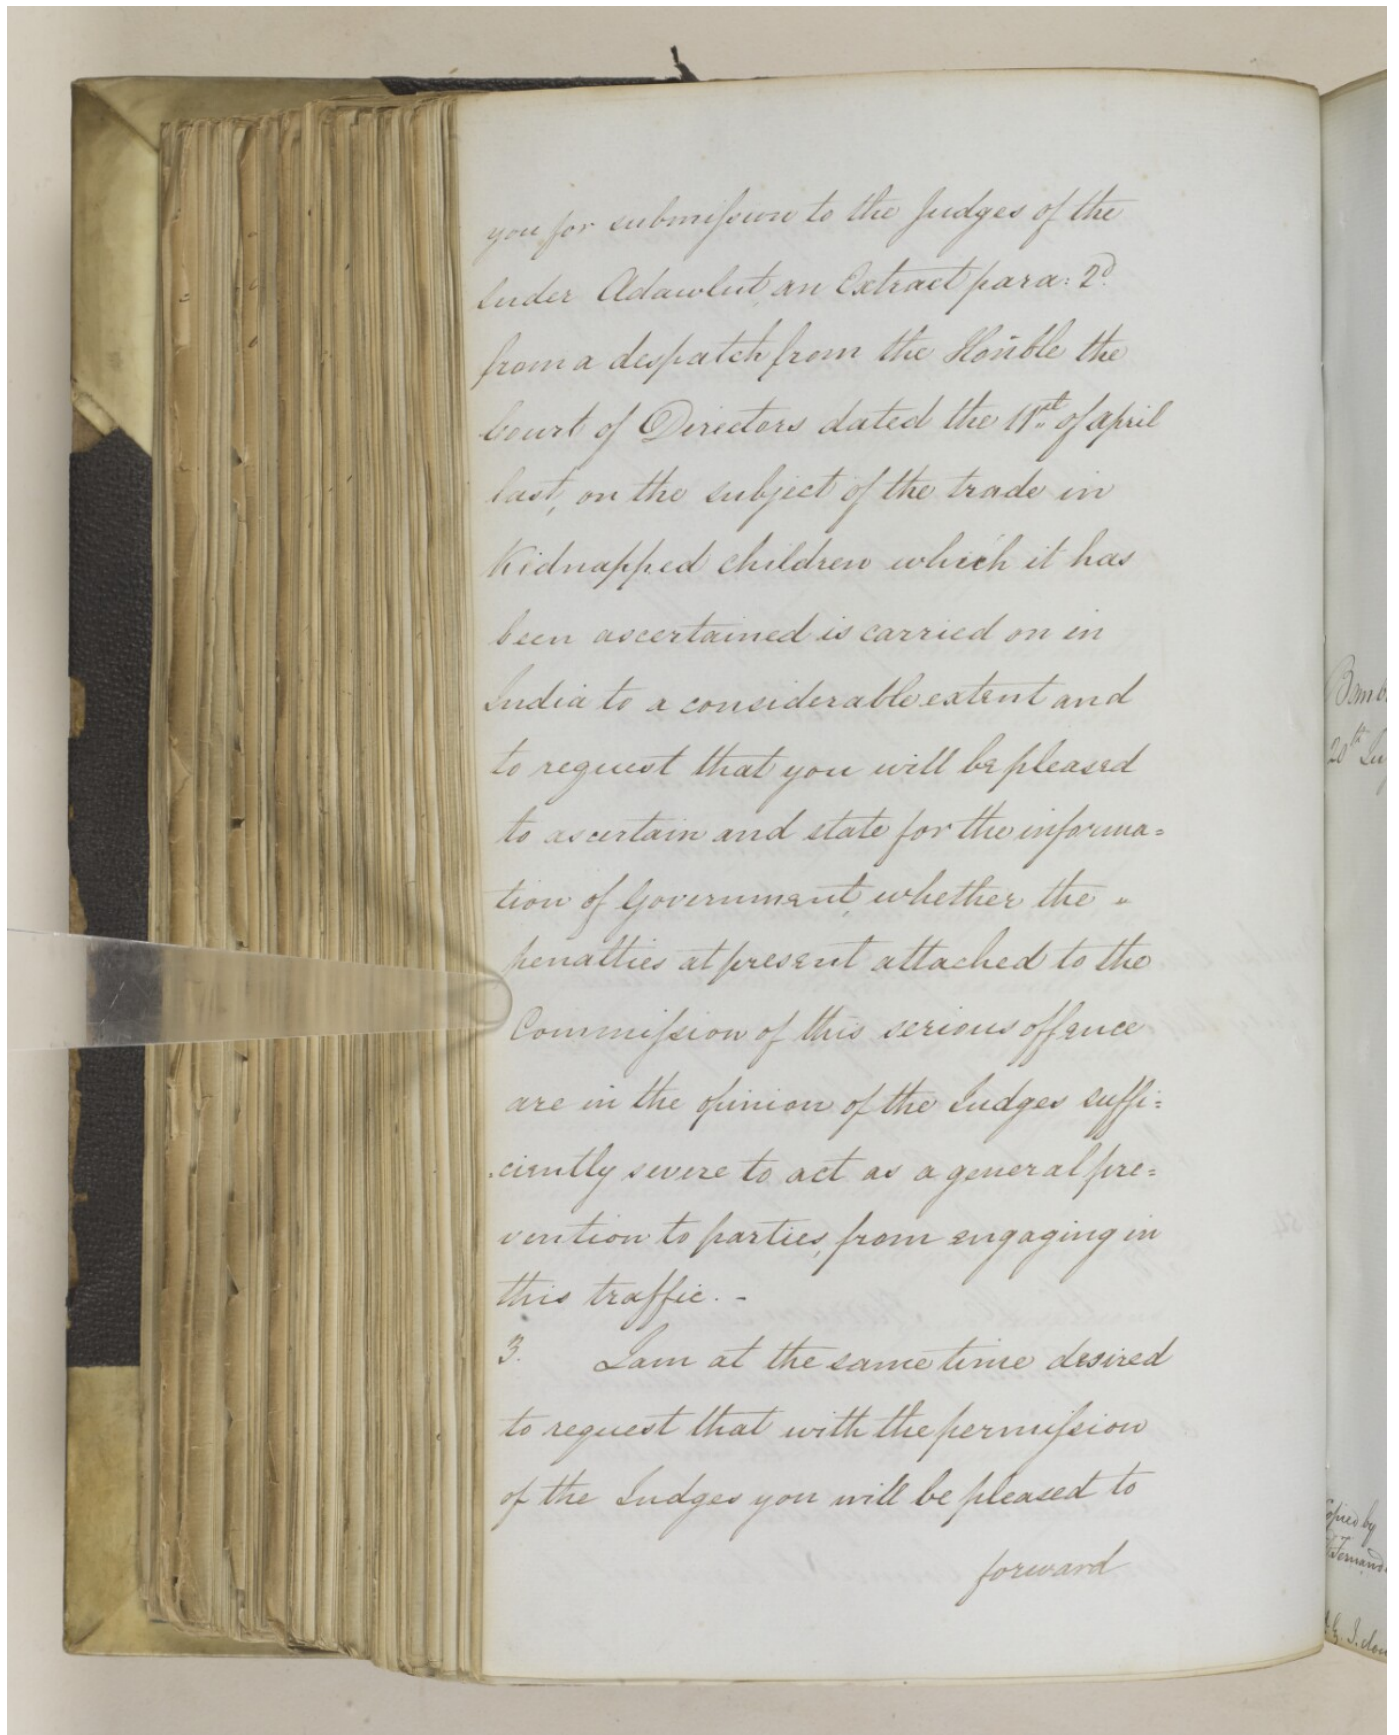 you for submission to the Judges of the
Suder Adawlut, an Extract para: 2d.
from a despatch from the Honble the
Court of Directors dated the 11th of april
last, on the subject of the trade in
Kidnapped children which it has
been ascertained is carried on in
India to a considerable extent and
to request that you will be pleased
to ascertain and state for the informa=
tion of Government, whether the "
penalties at present attached to the
Commission of this serious offence
are in the opinion of the Judges suffi=
ciently severe to act as a general pre=
vention to parties, from engaging in
this traffic. -
3. I am at the same time desired
to request that with the permission
of the Judges you will be pleased to
forward
20th
Copied by